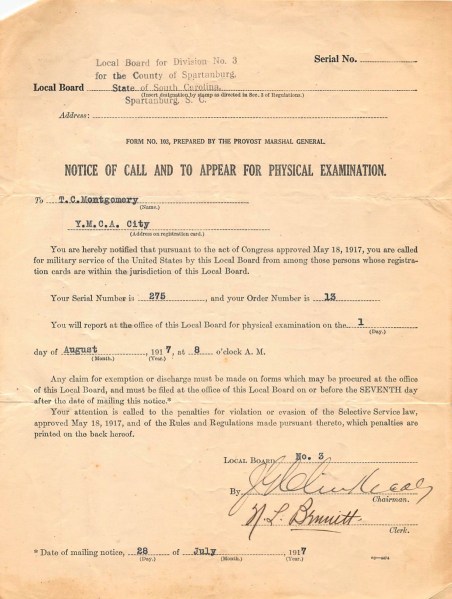 Local Board for Division No. 3
Serial No.
for the County of Spartanburg.
Local Board State of South Carolina.
(Insert designation by stamp as directed in Sec. 3 of Regulations.)
Spartanburg, S. C.
Address:
FORM NO. 103, PREPARED BY THE PROVOST MARSHAL GENERAL.
NOTICE OF CALL AND TO APPEAR FOR PHYSICAL EXAMINATION.
To T.C.Montgomery
(Name.)
Y.M.C.A. City
(Address on registration card.)
You are hereby notified that pursuant to the act of Congress approved May 18, 1917, you are called
for military service of the United States by this Local Board from among those persons whose registra-
tion cards are within the jurisdiction of this Local Board.
Your Serial Number is 275 and your Order Number is 13
You will report at the office of this Local Board for physical examination on the 1
(Day.)
day of August, 1917, at 8 o'clock A. M.
(Month.) (Year.)
Any claim for exemption or discharge must be made on forms which may be procured at the office
of this Local Board, and must be filed at the office of this Local Board on or before the SEVENTH day
after the date of mailing this notice.*
Your attention is called to the penalties for violation or evasion of the Selective Service law,
approved May 18, 1917, and of the Rules and Regulations made pursuant thereto, which penalties are
printed on the back hereof.
Local Board No. 3
By
Chairman.
N. L. Bennett.
Clerk.
* Date of mailing notice, 28 of July, 1917
(Day.) (Month.) (Year.)